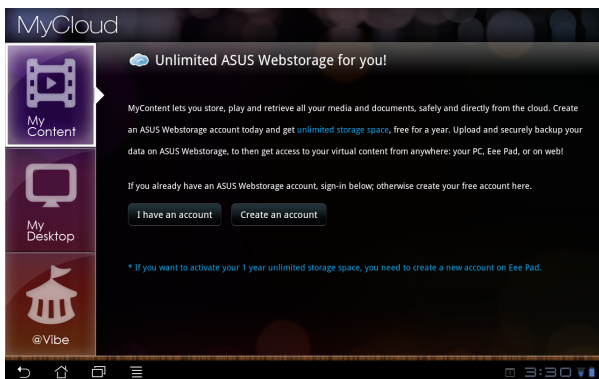 MyCloud
Unlimited ASUS Webstorage for you!
MyContent lets you store, play and retrieve all your media and documents, safely and directly from the cloud. Create
an ASUS Webstorage account today and get unlimited storage space, free for a year. Upload and securely backup your
data on ASUS Webstorage, to then get access to your virtual content from anywhere: your PC, Eee Pad, or on web!
If you already have an ASUS Webstorage account, sign-in below; otherwise create your free account here.
I have an account
Create an account
* If you want to activate your 1 year unlimited storage space, you need to create a new account on Eee Pad.
My
Content
My
Desktop
@Vibe
3:30